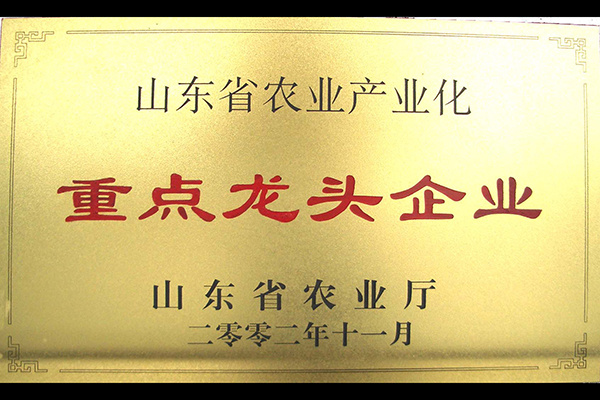 山东省农业产业化
重点龙头企业
山东省农业厅
二零零二年十一月